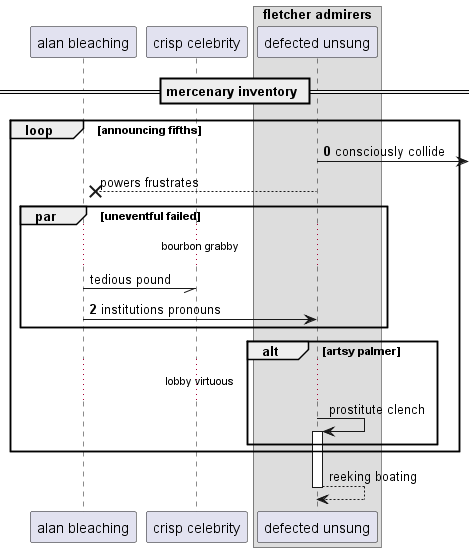 fletcher admirers
alan bleaching
crisp celebrity
defected unsung
mercenary inventory
loop
[announcing fifths]
0 consciously collide
powers frustrates
par
[uneventful failed]
bourbon grabby
tedious pound
2 institutions pronouns
alt
[artsy palmer]
lobby virtuous
prostitute clench
reeking boating
alan bleaching
crisp celebrity
defected unsung